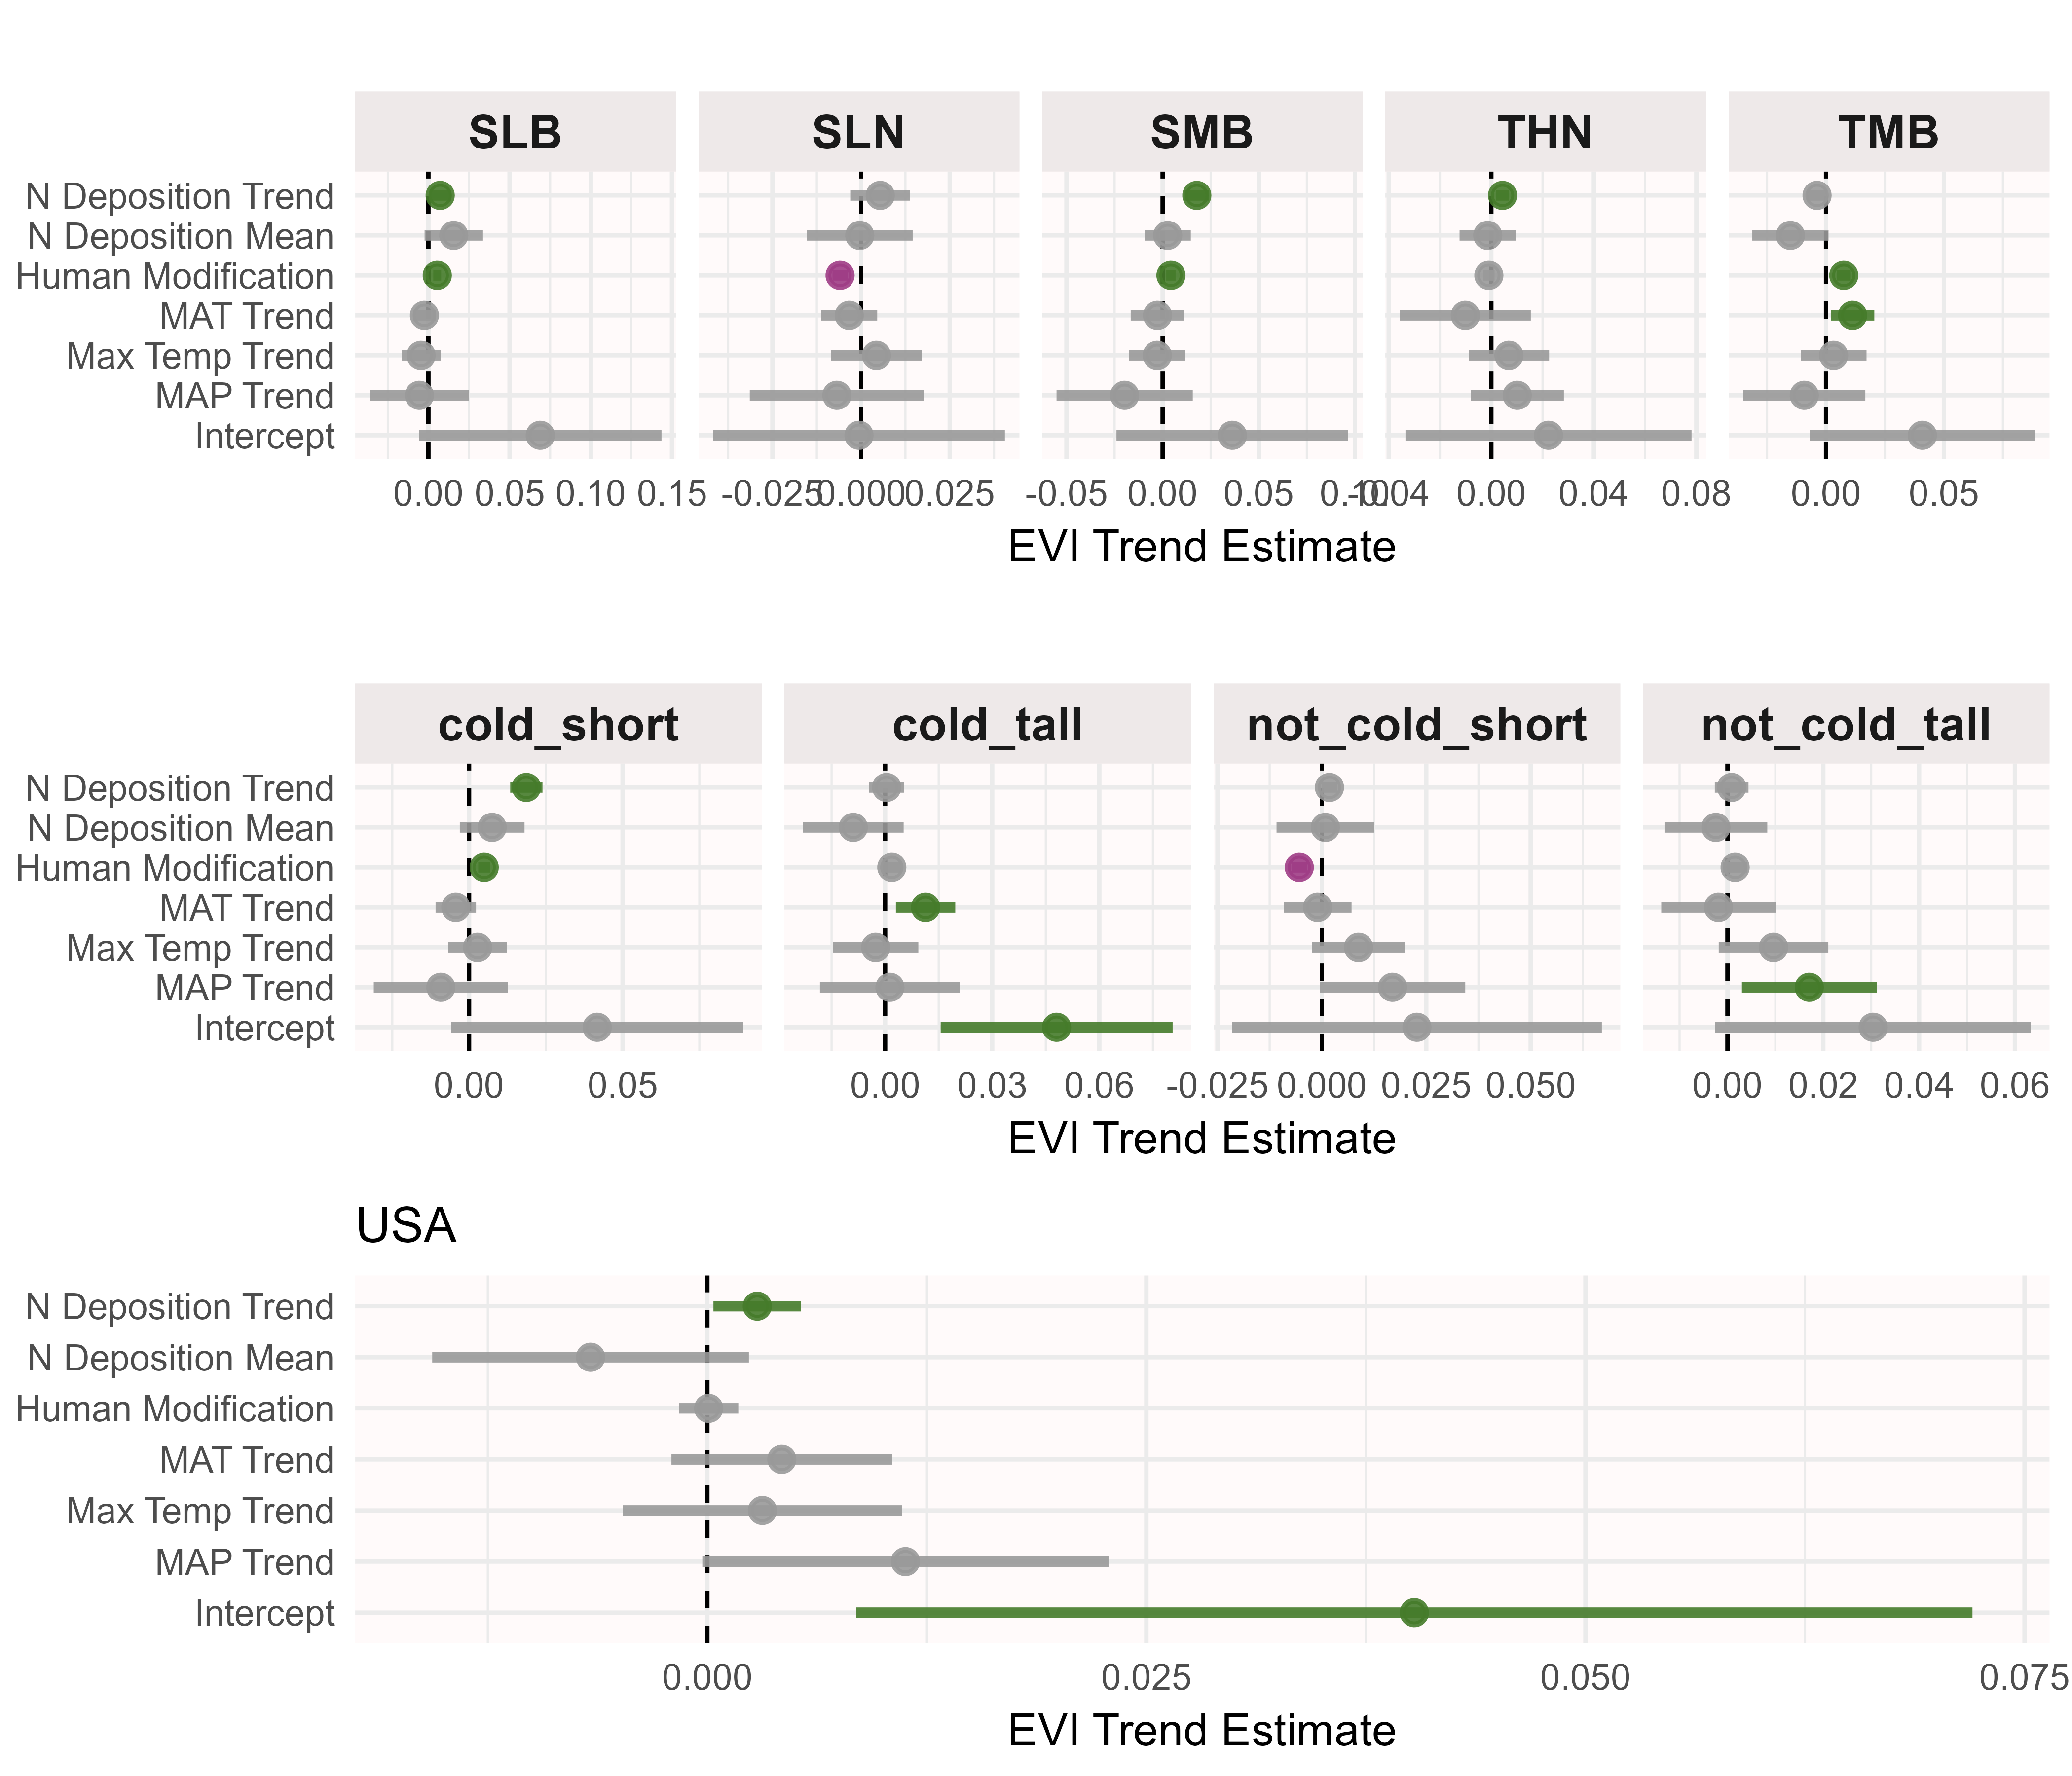 SLB SLN SMB THN TMB
N Deposition Trend
N Deposition Mean
Human Modification
MAT Trend
Max Temp Trend
MAP Trend
Intercept
0.00 0.05 0.10 0.15 -0.025 0.000 0.025 -0.05 0.00 0.05 0.10 -0.04 0.00 0.04 0.08 0.00 0.05
EVI Trend Estimate
cold_short cold_tall not_cold_short not_cold_tall
N Deposition Trend
N Deposition Mean
Human Modification
MAT Trend
Max Temp Trend
MAP Trend
Intercept
0.00 0.05 0.00 0.03 0.06 -0.025 0.000 0.025 0.050 0.00 0.02 0.04 0.06
EVI Trend Estimate
USA
N Deposition Trend
N Deposition Mean
Human Modification
MAT Trend
Max Temp Trend
MAP Trend
Intercept
0.000 0.025 0.050 0.075
EVI Trend Estimate